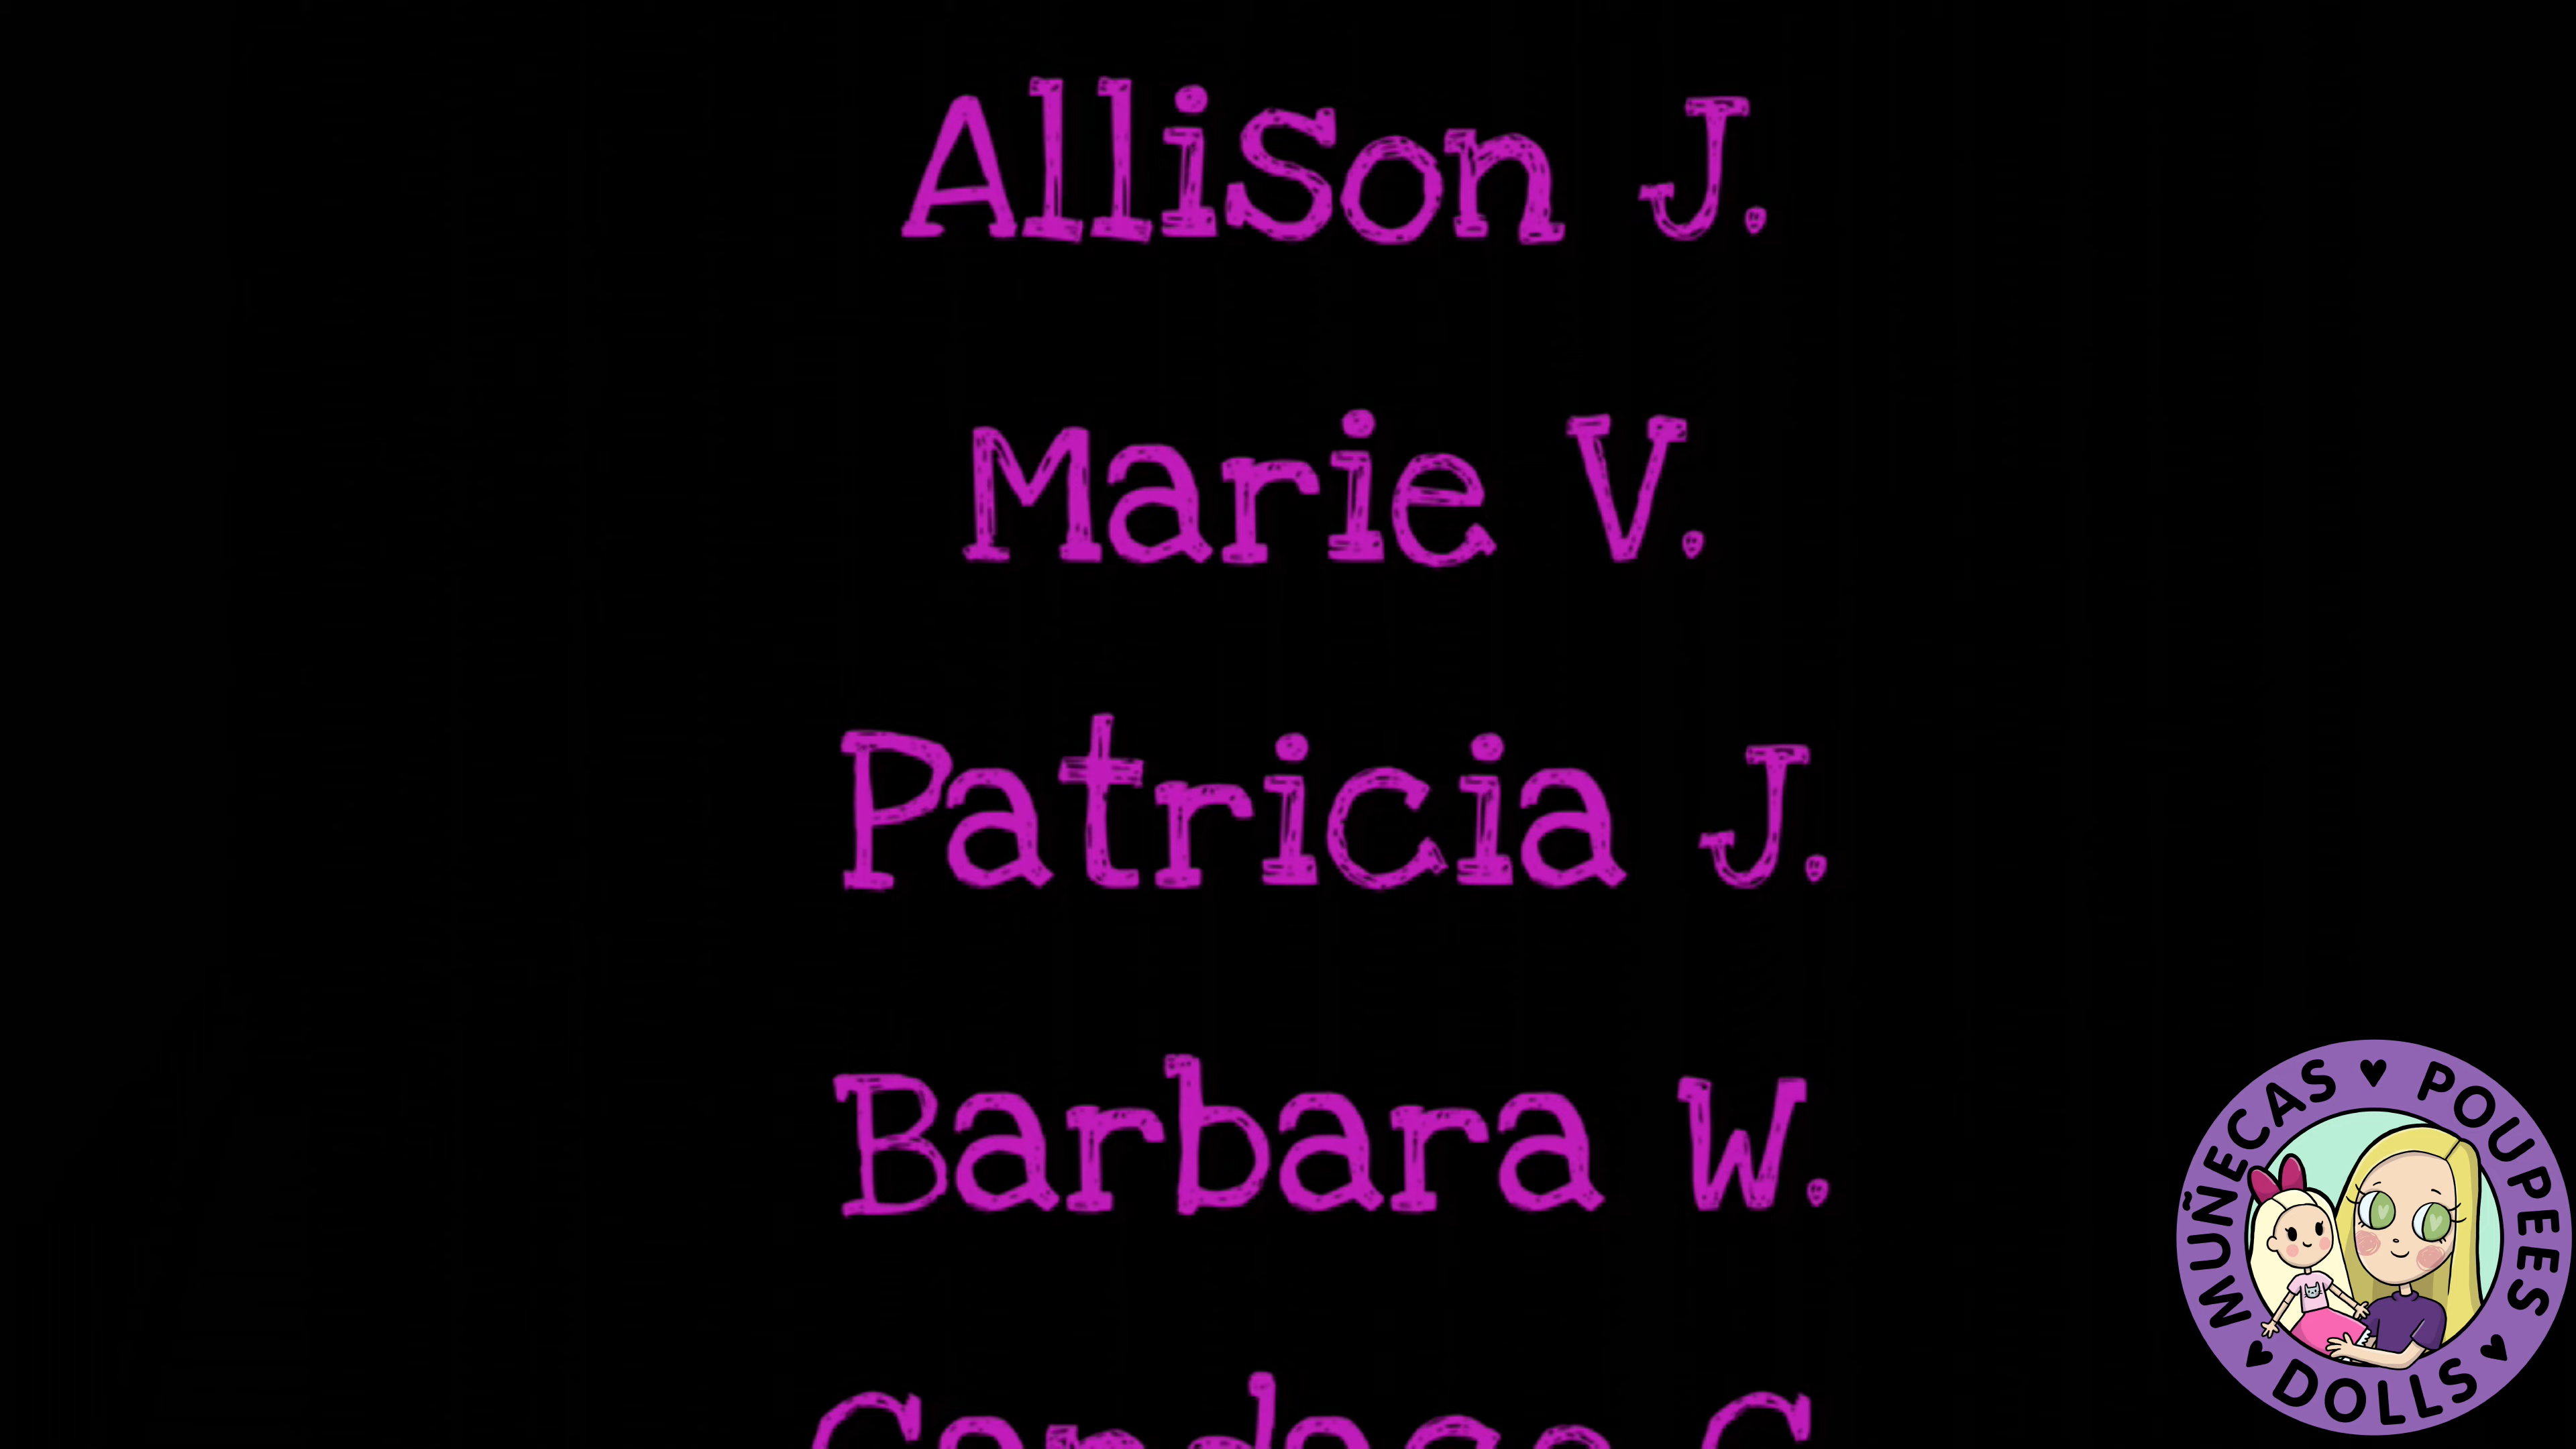 Allison J.
Marie V.
Patricia J.
Barbara W.
MUÑECAS ♥ POUPEES ♥ DOLLS ♥